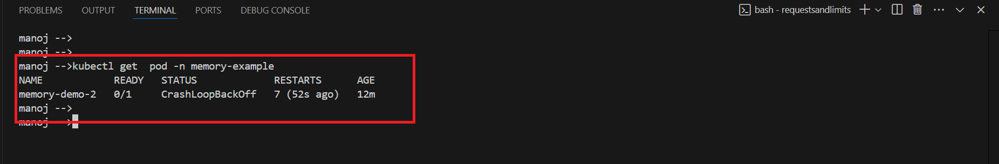 PROBLEMS OUTPUT TERMINAL PORTS DEBUG CONSOLE bash - requestsandlimits
manoj -->
manoj -->
manoj -->kubectl get  pod -n memory-example
NAME READY STATUS RESTARTS AGE
memory-demo-2 0/1 CrashLoopBackOff 7 (52s ago) 12m
manoj -->
manoj -->